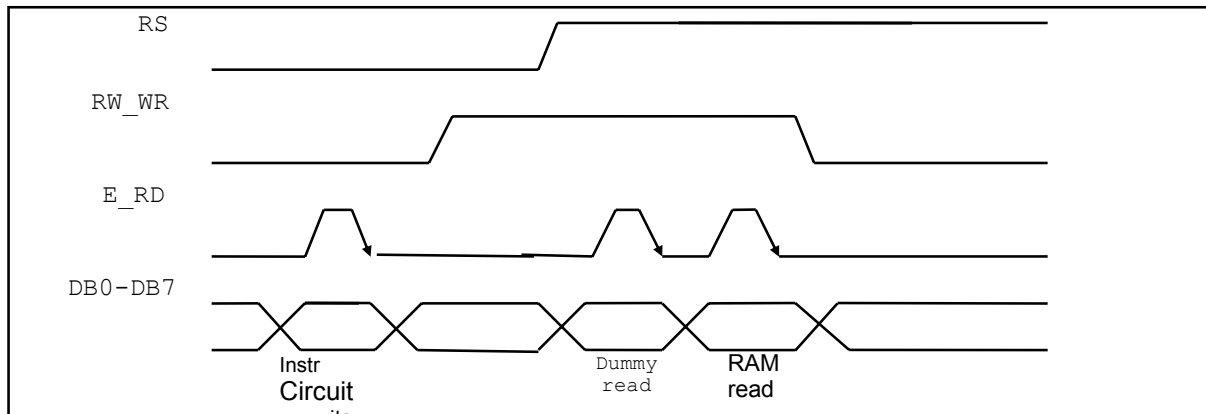 RS
RW_WR
E_RD
DB0-DB7
Instr
Circuit
Dummy
read
RAM
read